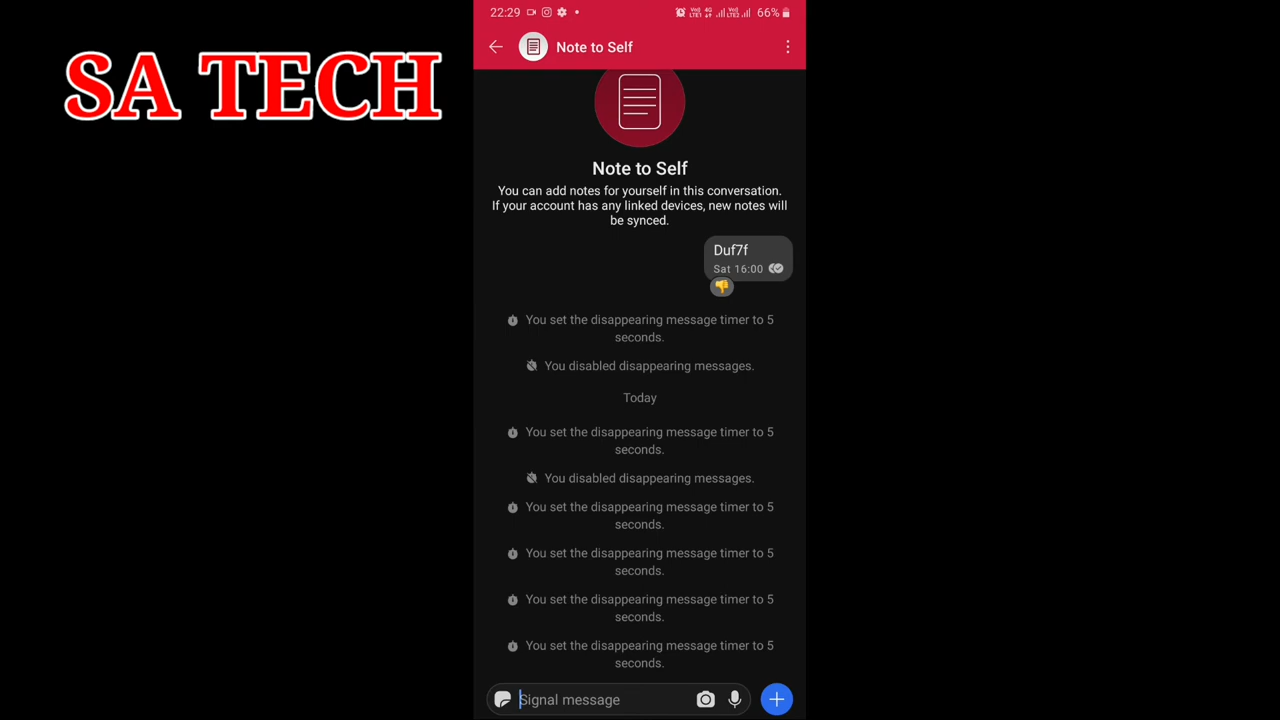 SA TECH
22:29
66%
Note to Self
Note to Self
You can add notes for yourself in this conversation.
If your account has any linked devices, new notes will
be synced.
Duf7f
Sat 16:00
You set the disappearing message timer to 5
seconds.
You disabled disappearing messages.
Today
You set the disappearing message timer to 5
seconds.
You disabled disappearing messages.
You set the disappearing message timer to 5
seconds.
You set the disappearing message timer to 5
seconds.
You set the disappearing message timer to 5
seconds.
You set the disappearing message timer to 5
seconds.
Signal message